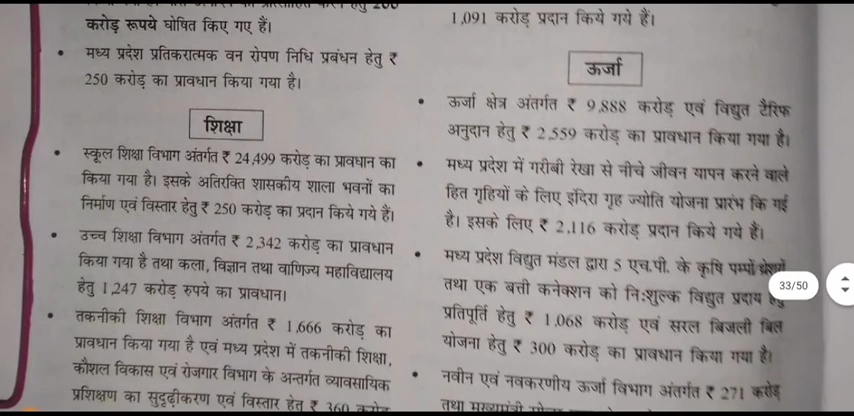 करोड़ रूपये घोषित किए गए हैं।
मध्य प्रदेश प्रतिकरात्मक वन रोपण निधि प्रबंधन हेतु ₹
250 करोड़ का प्रावधान किया गया है।
शिक्षा
स्कूल शिक्षा विभाग अंतर्गत ₹ 24,499 करोड़ का प्रावधान का
किया गया है। इसके अतिरक्ति शासकीय शाला भवनों का
निर्माण एवं विस्तार हेतु ₹ 250 करोड़ का प्रदान किये गये हैं।
उच्च शिक्षा विभाग अंतर्गत ₹ 2,342 करोड़ का प्रावधान
किया गया है तथा कला, विज्ञान तथा वाणिज्य महाविद्यालय
हेतु 1,247 करोड़ रुपये का प्रावधान।
तकनीकी शिक्षा विभाग अंतर्गत ₹ 1,666 करोड़ का
प्रावधान किया गया है एवं मध्य प्रदेश में तकनीकी शिक्षा,
कौशल विकास एवं रोजगार विभाग के अन्तर्गत व्यावसायिक
प्रशिक्षण का सुदृढ़ीकरण एवं विस्तार हेतु ₹ 360 करोड़
1,091 करोड़ प्रदान किये गये हैं।
ऊर्जा
ऊर्जा क्षेत्र अंतर्गत ₹ 9,888 करोड़ एवं विद्युत टैरिफ
अनुदान हेतु ₹ 2,559 करोड़ का प्रावधान किया गया है।
मध्य प्रदेश में गरीबी रेखा से नीचे जीवन यापन करने वाले
हित गृहियों के लिए इंदिरा गृह ज्योति योजना प्रारंभ कि गई
है। इसके लिए ₹ 2,116 करोड़ प्रदान किये गये हैं।
मध्य प्रदेश विद्युत मंडल द्वारा 5 एच.पी. के कृषि पम्पों थ्रेशरों
तथा एक बत्ती कनेक्शन को नि:शुल्क विद्युत प्रदाय हेतु
प्रतिपूर्ति हेतु ₹ 1,068 करोड़ एवं सरल बिजली बिल
योजना हेतु ₹ 300 करोड़ का प्रावधान किया गया है।
नवीन एवं नवकरणीय ऊर्जा विभाग अंतर्गत ₹ 271 करोड़
तथा मुख्यमंत्री
33/50